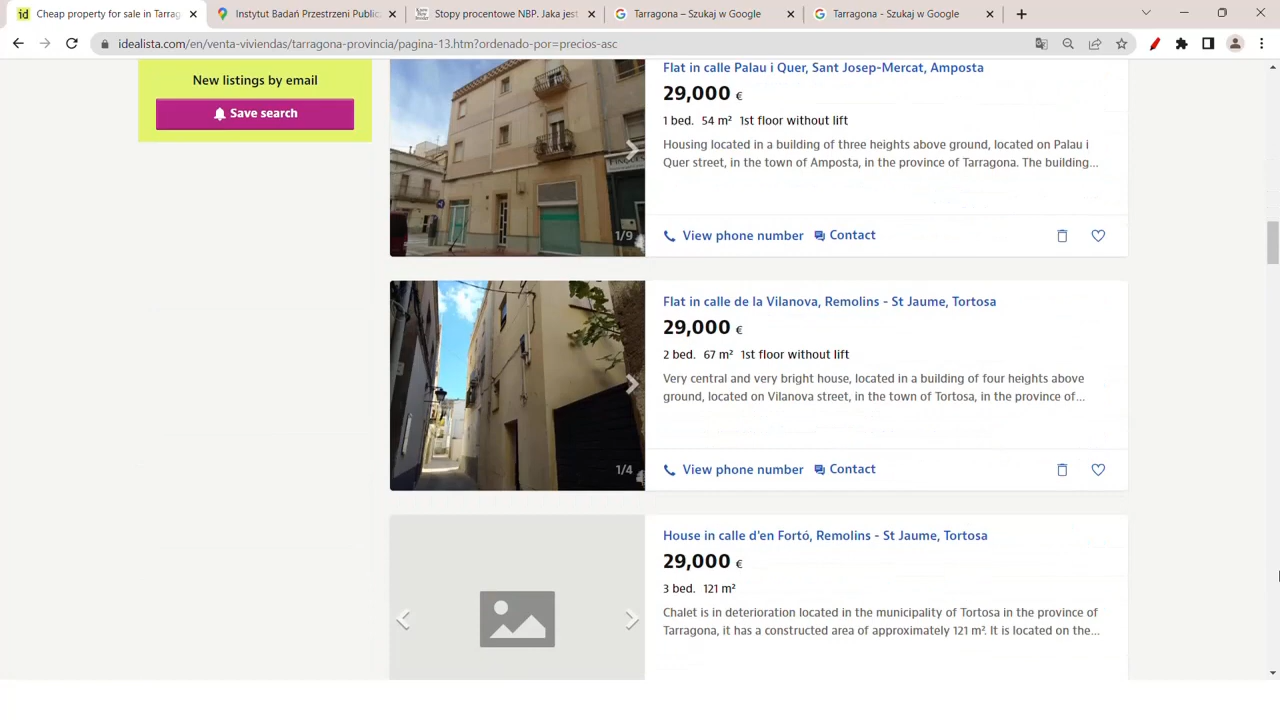 Cheap property for sale in Tarrag
Instytut Badań Przestrzeni Public
Stopy procentowe NBP. Jaka jest
Tarragona – Szukaj w Google
Tarragona - Szukaj w Google
idealista.com/en/venta-viviendas/tarragona-provincia/pagina-13.htm?ordenado-por=precios-asc
New listings by email
Save search
Flat in calle Palau i Quer, Sant Josep-Mercat, Amposta
29,000 €
1 bed. 54 m² 1st floor without lift
Housing located in a building of three heights above ground, located on Palau i
Quer street, in the town of Amposta, in the province of Tarragona. The building...
1/9
View phone number Contact
Flat in calle de la Vilanova, Remolins - St Jaume, Tortosa
29,000 €
2 bed. 67 m² 1st floor without lift
Very central and very bright house, located in a building of four heights above
ground, located on Vilanova street, in the town of Tortosa, in the province of...
1/4
View phone number Contact
House in calle d'en Fortó, Remolins - St Jaume, Tortosa
29,000 €
3 bed. 121 m²
Chalet is in deterioration located in the municipality of Tortosa in the province of
Tarragona, it has a constructed area of approximately 121 m². It is located on the...